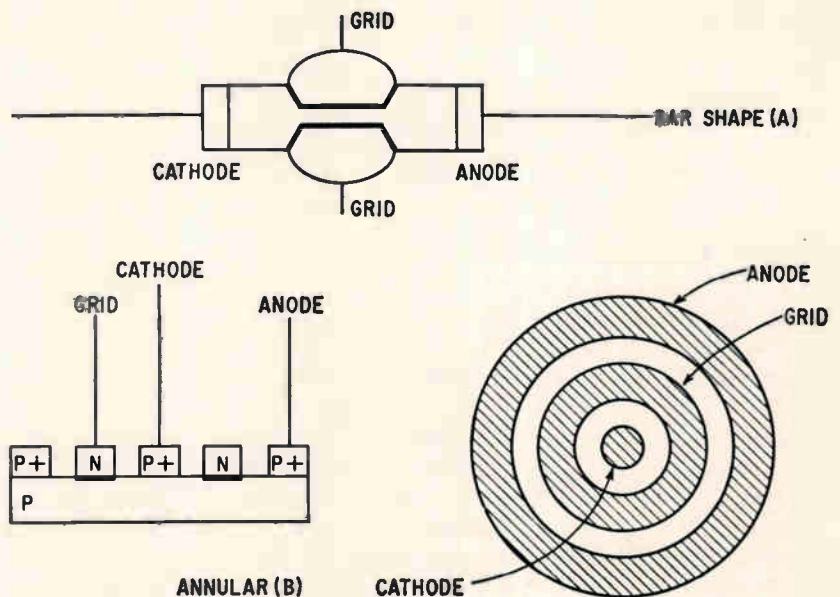 GRID
BAR SHAPE (A)
CATHODE
ANODE
GRID
CATHODE
GRID
ANODE
P+ N P+ N P+
P
ANNULAR (B)
ANODE
GRID
CATHODE